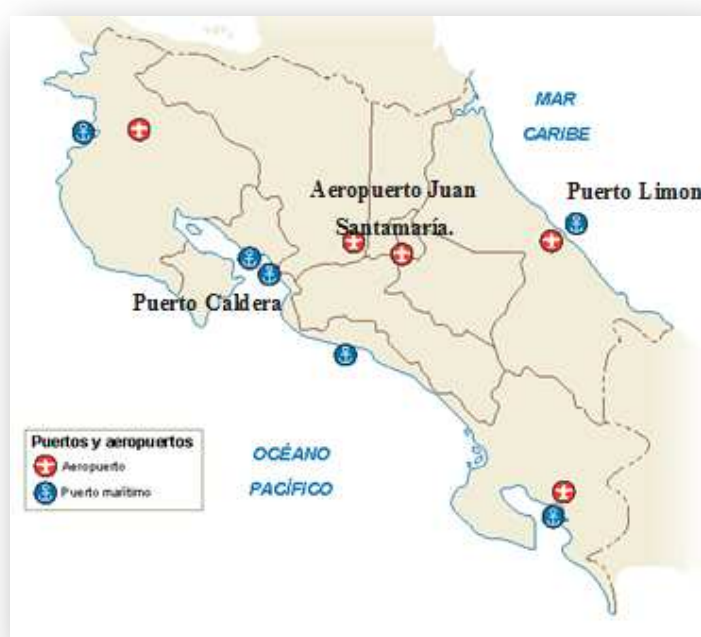 MAR
CARIBE
Aeropuerto Juan
Santamaría.
Puerto Limon
Puerto Caldera
Puertos y aeropuertos
Aeropuerto
Puerto marítimo
OCÉANO
PACÍFICO